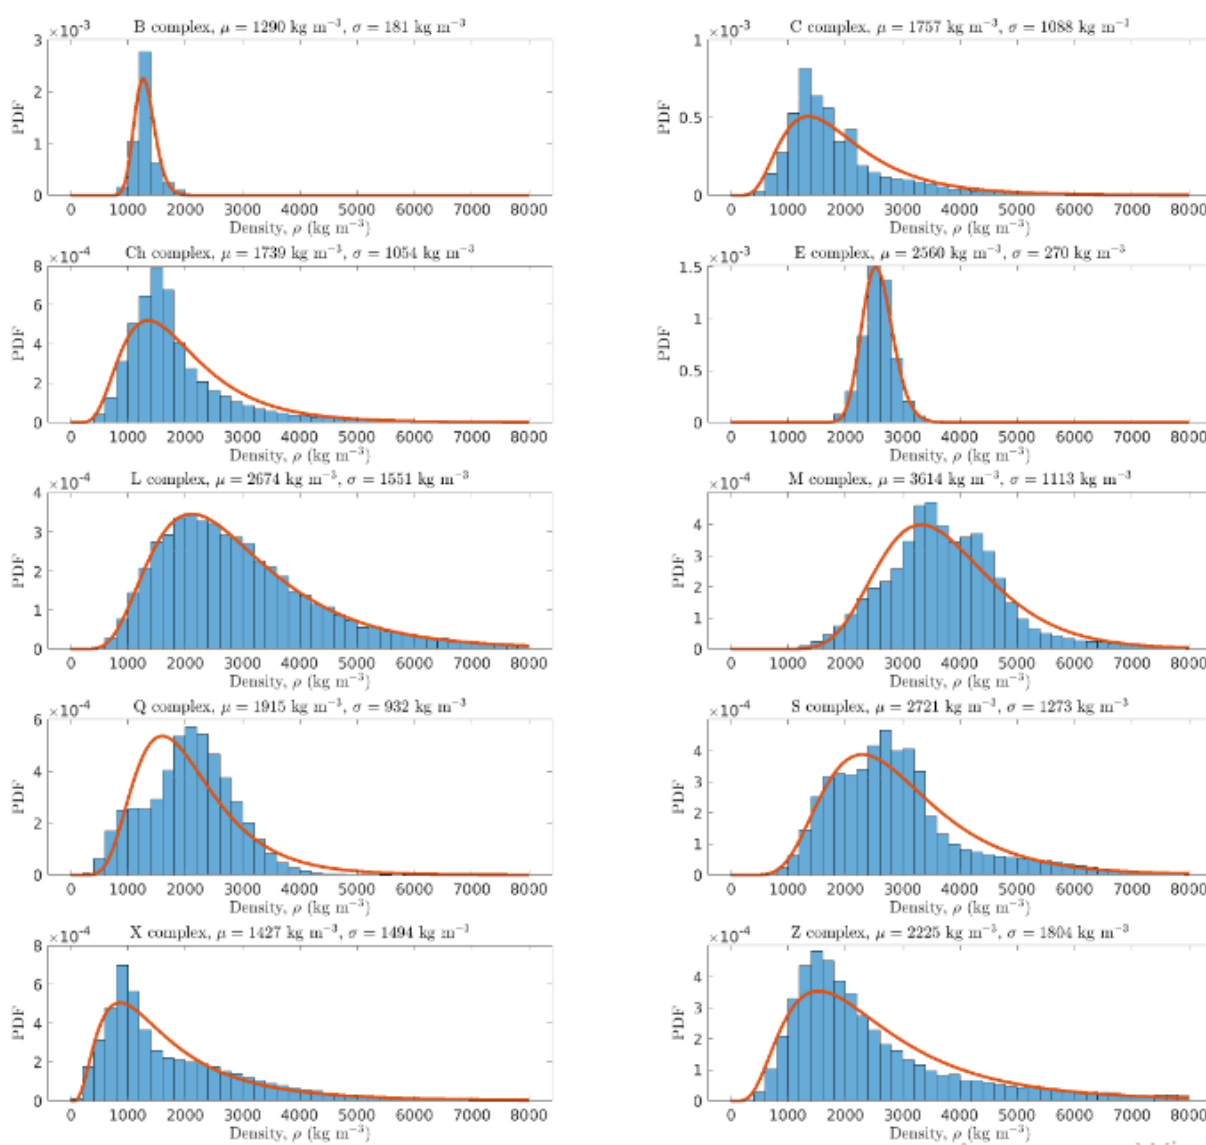 B complex, μ = 1290 kg m⁻³, σ = 181 kg m⁻³
×10⁻³
3
2
1
0
PDF
0 1000 2000 3000 4000 5000 6000 7000 8000
Density, ρ (kg m⁻³)
C complex, μ = 1757 kg m⁻³, σ = 1088 kg m⁻³
×10⁻³
1
0.5
0
PDF
0 1000 2000 3000 4000 5000 6000 7000 8000
Density, ρ (kg m⁻³)
Ch complex, μ = 1739 kg m⁻³, σ = 1054 kg m⁻³
×10⁻⁴
8
6
4
2
0
PDF
0 1000 2000 3000 4000 5000 6000 7000 8000
Density, ρ (kg m⁻³)
E complex, μ = 2560 kg m⁻³, σ = 270 kg m⁻³
×10⁻³
1.5
1
0.5
0
PDF
0 1000 2000 3000 4000 5000 6000 7000 8000
Density, ρ (kg m⁻³)
L complex, μ = 2674 kg m⁻³, σ = 1551 kg m⁻³
×10⁻⁴
4
3
2
1
0
PDF
0 1000 2000 3000 4000 5000 6000 7000 8000
Density, ρ (kg m⁻³)
M complex, μ = 3614 kg m⁻³, σ = 1113 kg m⁻³
×10⁻⁴
4
3
2
1
0
PDF
0 1000 2000 3000 4000 5000 6000 7000 8000
Density, ρ (kg m⁻³)
Q complex, μ = 1915 kg m⁻³, σ = 932 kg m⁻³
×10⁻⁴
6
4
2
0
PDF
0 1000 2000 3000 4000 5000 6000 7000 8000
Density, ρ (kg m⁻³)
S complex, μ = 2721 kg m⁻³, σ = 1273 kg m⁻³
×10⁻⁴
4
3
2
1
0
PDF
0 1000 2000 3000 4000 5000 6000 7000 8000
Density, ρ (kg m⁻³)
X complex, μ = 1427 kg m⁻³, σ = 1494 kg m⁻³
×10⁻⁴
8
6
4
2
0
PDF
0 1000 2000 3000 4000 5000 6000 7000 8000
Density, ρ (kg m⁻³)
Z complex, μ = 2225 kg m⁻³, σ = 1804 kg m⁻³
×10⁻⁴
4
3
2
1
0
PDF
0 1000 2000 3000 4000 5000 6000 7000 8000
Density, ρ (kg m⁻³)